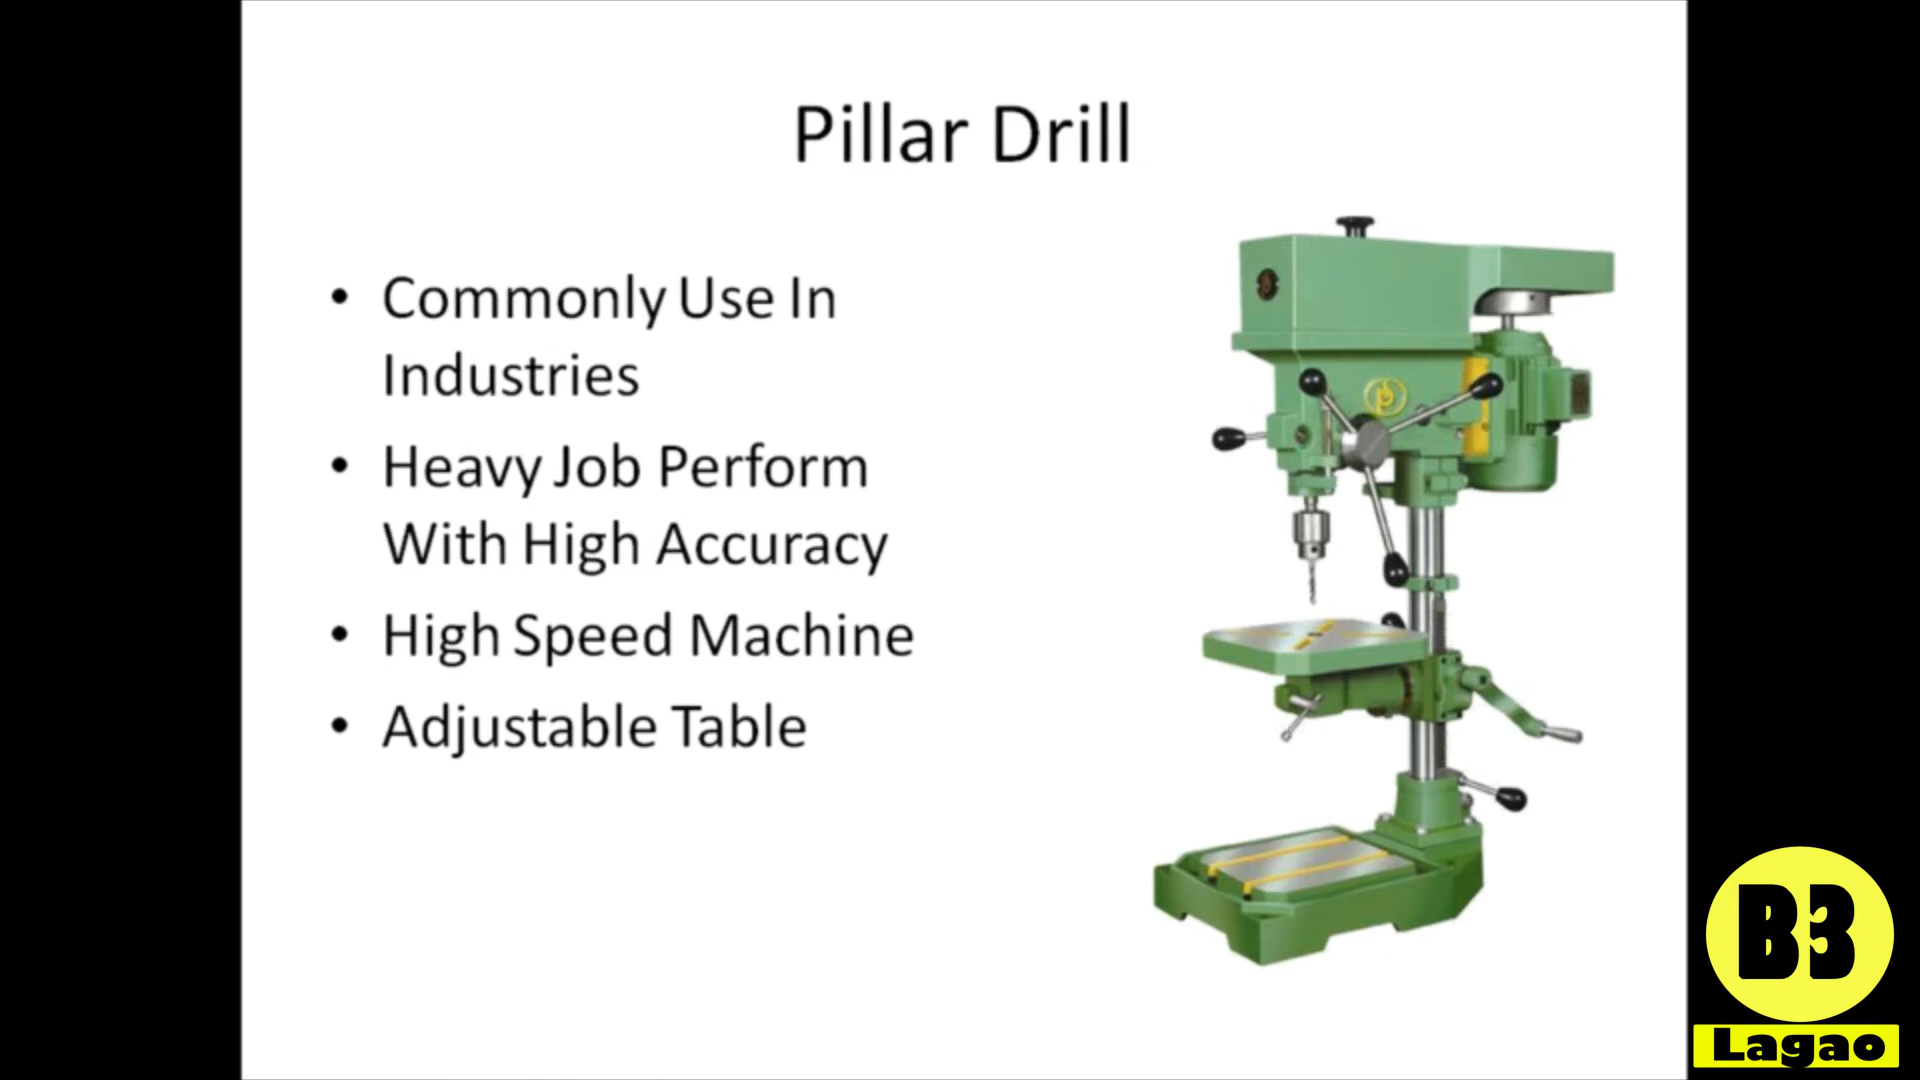 Pillar Drill
• Commonly Use In
Industries
• Heavy Job Perform
With High Accuracy
• High Speed Machine
• Adjustable Table
B3
Lagao